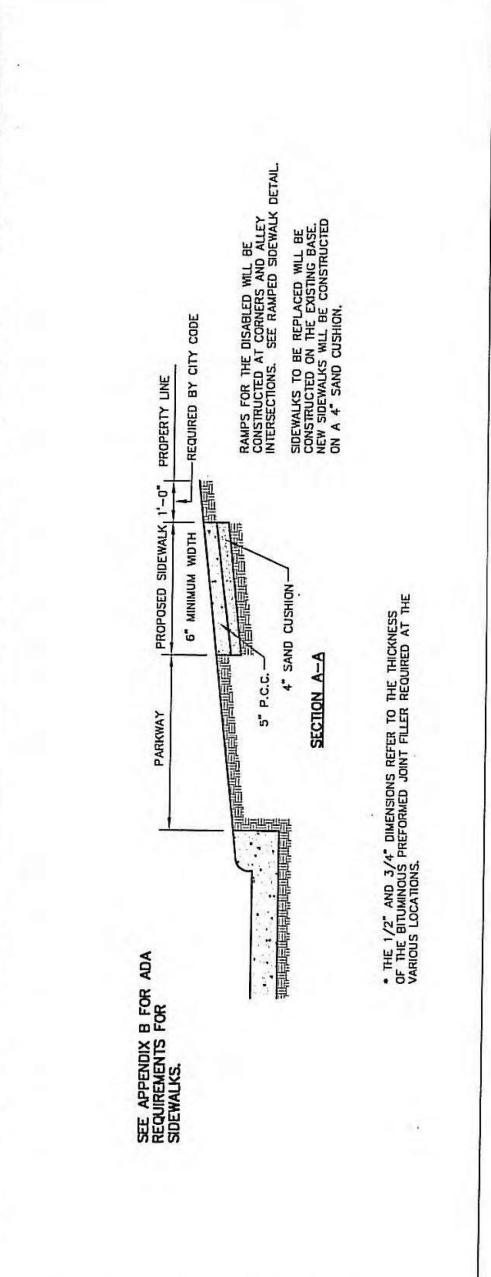 SEE APPENDIX B FOR ADA
REQUIREMENTS FOR
SIDEWALKS.
PARKWAY
PROPOSED SIDEWALK
1'-0"
PROPERTY LINE
6" MINIMUM WIDTH
REQUIRED BY CITY CODE
5" P.C.C.
4" SAND CUSHION
SECTION A-A
RAMPS FOR THE DISABLED WILL BE
CONSTRUCTED AT CORNERS AND ALLEY
INTERSECTIONS. SEE RAMPED SIDEWALK DETAIL.
SIDEWALKS TO BE REPLACED WILL BE
CONSTRUCTED ON THE EXISTING BASE.
NEW SIDEWALKS WILL BE CONSTRUCTED
ON A 4" SAND CUSHION.
* THE 1/2" AND 3/4" DIMENSIONS REFER TO THE THICKNESS
OF THE BITUMINOUS PREFORMED JOINT FILLER REQUIRED AT THE
VARIOUS LOCATIONS.